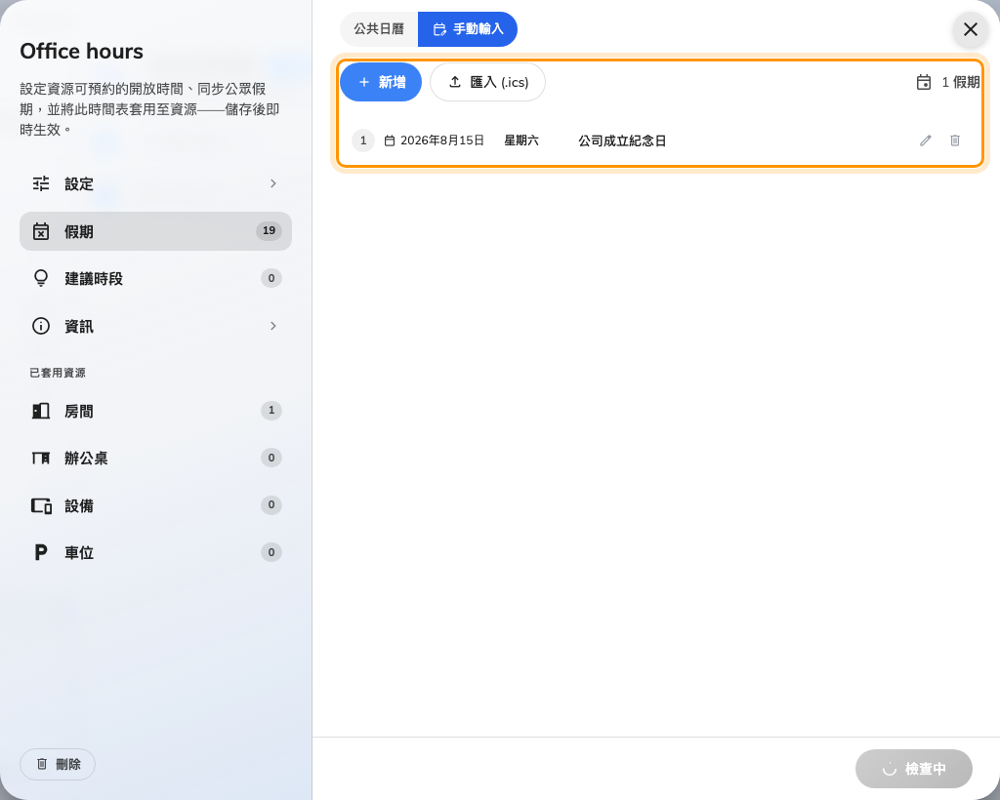 Office hours
設定資源可預約的開放時間、同步公眾假
期，並將此時間表套用至資源——儲存後即
時生效。
設定
假期 19
建議時段 0
資訊
已套用資源
房間 1
辦公桌 0
設備 0
車位 0
刪除
公共日曆 手動輸入
新增 匯入 (.ics) 1 假期
1 2026年8月15日 星期六 公司成立紀念日
檢查中